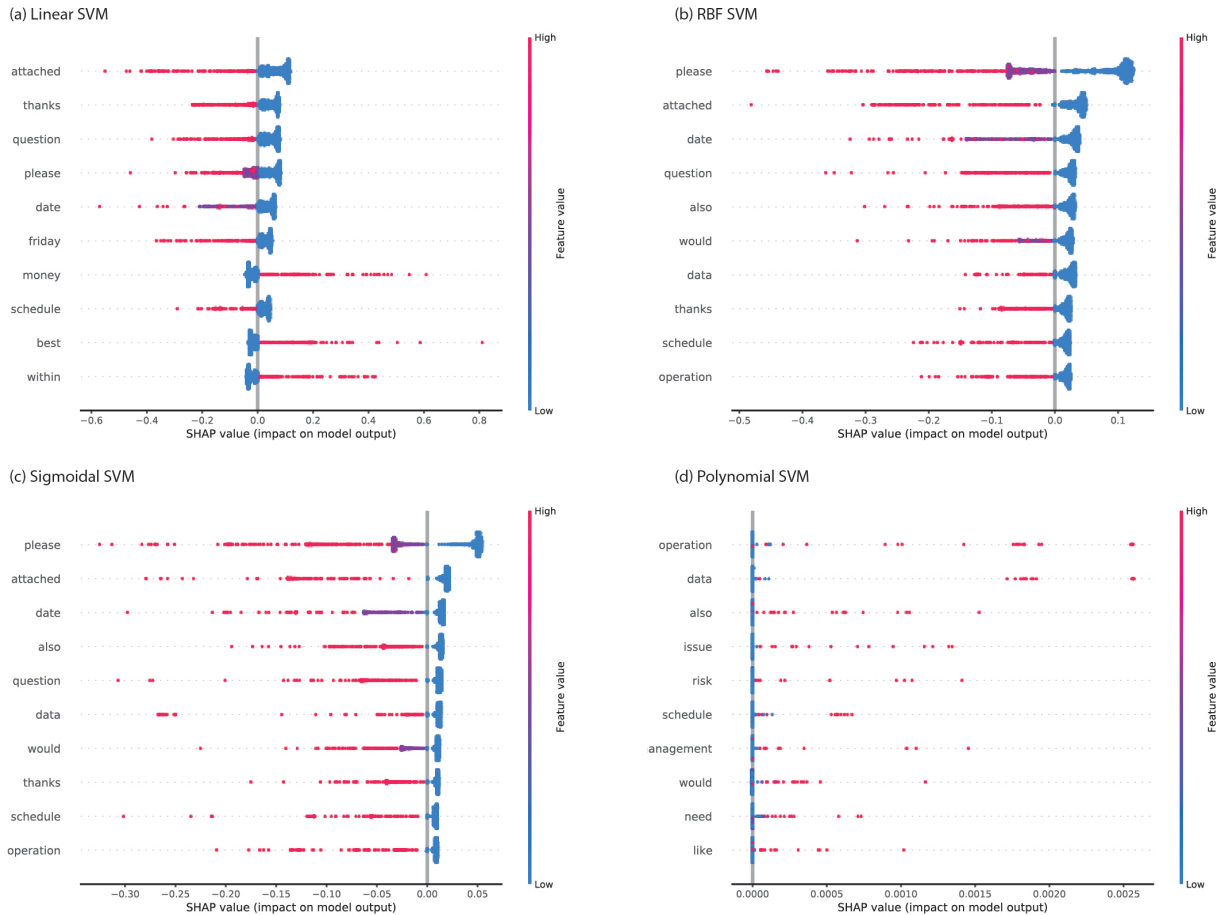 (a) Linear SVM
High
attached
thanks
question
please
date
friday
money
schedule
best
within
Feature value
Low
−0.6 −0.4 −0.2 0.0 0.2 0.4 0.6 0.8
SHAP value (impact on model output)
(b) RBF SVM
High
please
attached
date
question
also
would
data
thanks
schedule
operation
Feature value
Low
−0.5 −0.4 −0.3 −0.2 −0.1 0.0 0.1
SHAP value (impact on model output)
(c) Sigmoidal SVM
High
please
attached
date
also
question
data
would
thanks
schedule
operation
Feature value
Low
−0.30 −0.25 −0.20 −0.15 −0.10 −0.05 0.00 0.05
SHAP value (impact on model output)
(d) Polynomial SVM
High
operation
data
also
issue
risk
schedule
anagement
would
need
like
Feature value
Low
0.0000 0.0005 0.0010 0.0015 0.0020 0.0025
SHAP value (impact on model output)